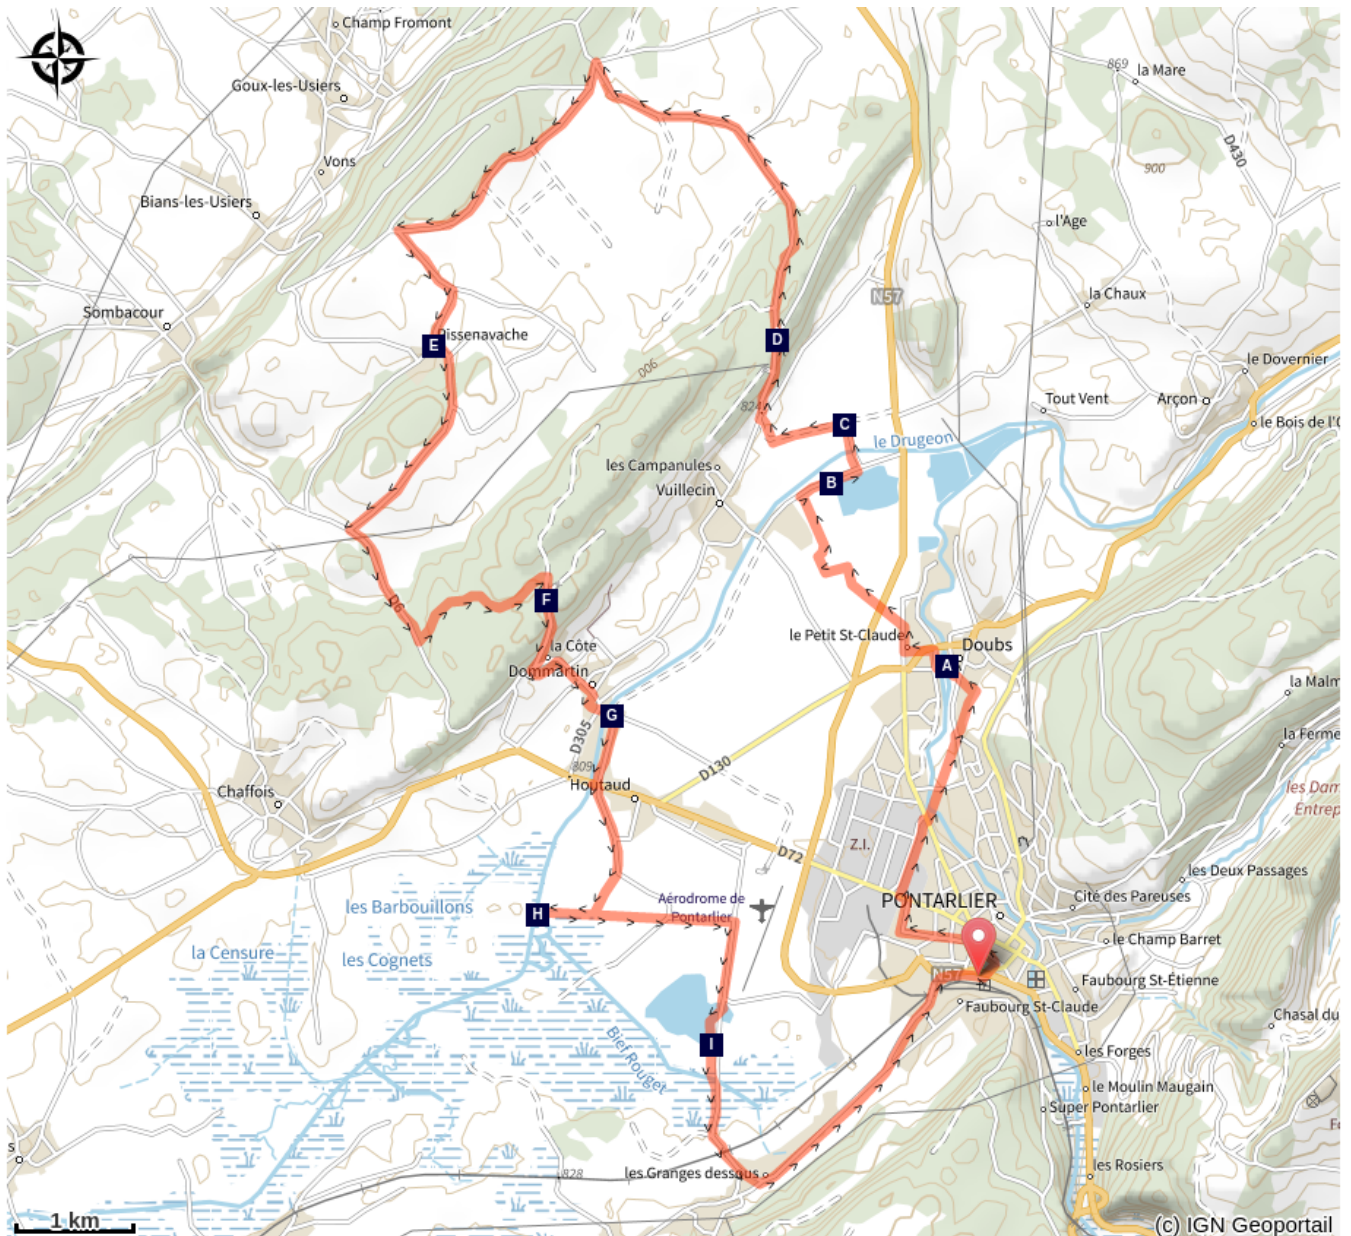 Champ Fromont
Goux-les-Usiers
869
la Mare
D430
Vons
900
Bians-les-Usiers
l'Age
N57
la Chaux
Sombacour
Pissenavache
E
D
le Dovernier
006
Tout Vent
Arçon
824
C
le Bois de l'O
le Drugeon
les Campanules
B
Vuillecin
D6
F
le Petit St-Claude
Doubs
la Côte
A
Dommartin
la Malm
G
D305
la Ferme
809
D130
Houtaud
Chaffois
les Dam
Entrep
Z.I.
D72
les Deux Passages
les Barbouillons
Aérodrome de
Pontarlier
PONTARLIER
Cité des Pareuses
H
le Champ Barret
la Censure
les Cognets
N57
Faubourg St-Étienne
Faubourg St-Claude
Chasal du
I
Bief Rouget
les Forges
le Moulin Maugain
Super Pontarlier
s
828
les Granges dessous
les Rosiers
1 km
(c) IGN Geoportail